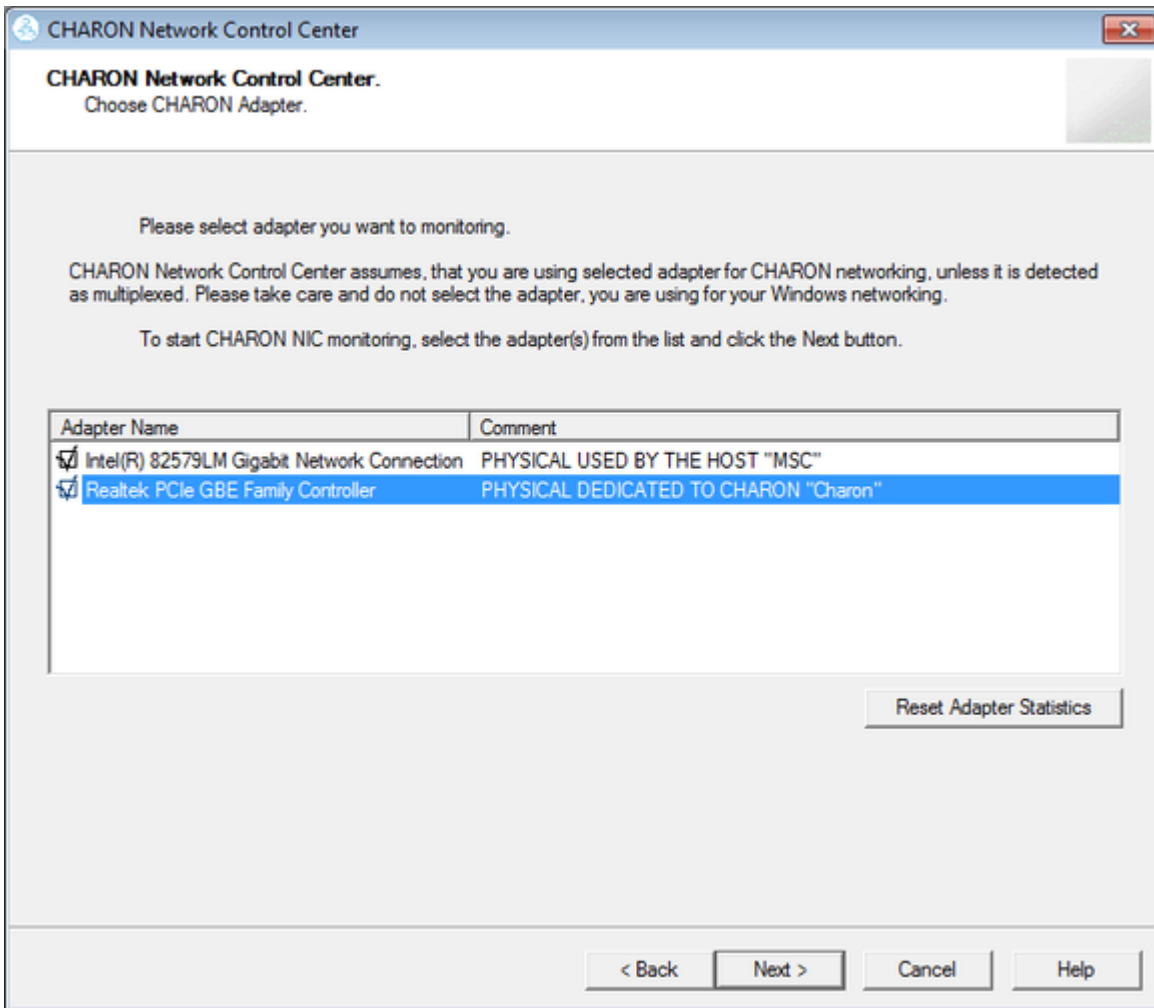 CHARON Network Control Center
CHARON Network Control Center.
Choose CHARON Adapter.
Please select adapter you want to monitoring.
CHARON Network Control Center assumes, that you are using selected adapter for CHARON networking, unless it is detected
as multiplexed. Please take care and do not select the adapter, you are using for your Windows networking.
To start CHARON NIC monitoring, select the adapter(s) from the list and click the Next button.
Adapter Name Comment
Intel(R) 82579LM Gigabit Network Connection PHYSICAL USED BY THE HOST "MSC"
Realtek PCIe GBE Family Controller PHYSICAL DEDICATED TO CHARON "Charon"
Reset Adapter Statistics
< Back Next > Cancel Help